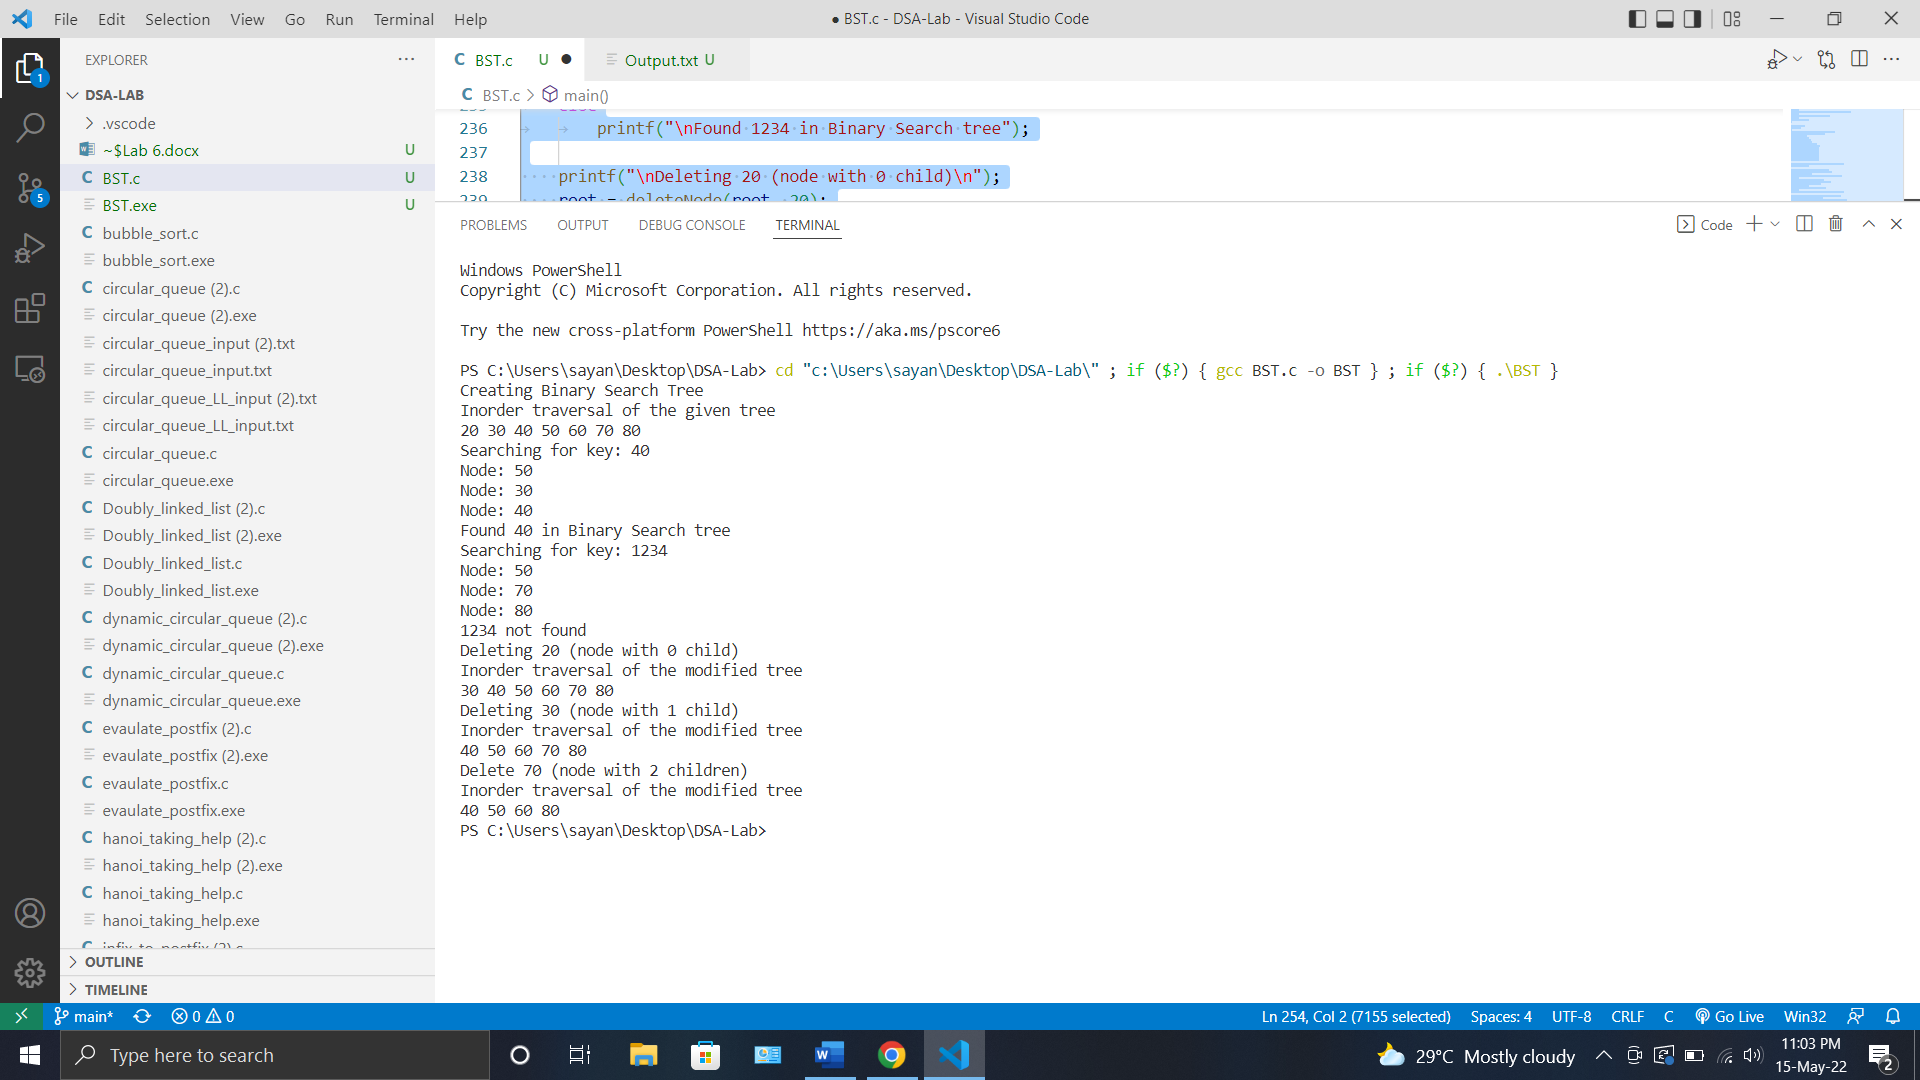 File Edit Selection View Go Run Terminal Help
● BST.c - DSA-Lab - Visual Studio Code
EXPLORER
DSA-LAB
.vscode
~$Lab 6.docx U
BST.c U
BST.exe U
bubble_sort.c
bubble_sort.exe
circular_queue (2).c
circular_queue (2).exe
circular_queue_input (2).txt
circular_queue_input.txt
circular_queue_LL_input (2).txt
circular_queue_LL_input.txt
circular_queue.c
circular_queue.exe
Doubly_linked_list (2).c
Doubly_linked_list (2).exe
Doubly_linked_list.c
Doubly_linked_list.exe
dynamic_circular_queue (2).c
dynamic_circular_queue (2).exe
dynamic_circular_queue.c
dynamic_circular_queue.exe
evaulate_postfix (2).c
evaulate_postfix (2).exe
evaulate_postfix.c
evaulate_postfix.exe
hanoi_taking_help (2).c
hanoi_taking_help (2).exe
hanoi_taking_help.c
hanoi_taking_help.exe
infix_to_postfix (2).c
OUTLINE
TIMELINE
BST.c U ● Output.txt U
BST.c > main()
235 else
236 printf("\nFound 1234 in Binary Search tree");
237
238 printf("\nDeleting 20 (node with 0 child)\n");
239 root = deleteNode(root, 20);
PROBLEMS OUTPUT DEBUG CONSOLE TERMINAL
Code
Windows PowerShell
Copyright (C) Microsoft Corporation. All rights reserved.
Try the new cross-platform PowerShell https://aka.ms/pscore6
PS C:\Users\sayan\Desktop\DSA-Lab> cd "c:\Users\sayan\Desktop\DSA-Lab\" ; if ($?) { gcc BST.c -o BST } ; if ($?) { .\BST }
Creating Binary Search Tree
Inorder traversal of the given tree
20 30 40 50 60 70 80
Searching for key: 40
Node: 50
Node: 30
Node: 40
Found 40 in Binary Search tree
Searching for key: 1234
Node: 50
Node: 70
Node: 80
1234 not found
Deleting 20 (node with 0 child)
Inorder traversal of the modified tree
30 40 50 60 70 80
Deleting 30 (node with 1 child)
Inorder traversal of the modified tree
40 50 60 70 80
Delete 70 (node with 2 children)
Inorder traversal of the modified tree
40 50 60 80
PS C:\Users\sayan\Desktop\DSA-Lab>
main* 0 0
Ln 254, Col 2 (7155 selected) Spaces: 4 UTF-8 CRLF C Go Live Win32
Type here to search
29°C Mostly cloudy
11:03 PM
15-May-22
2
1
5